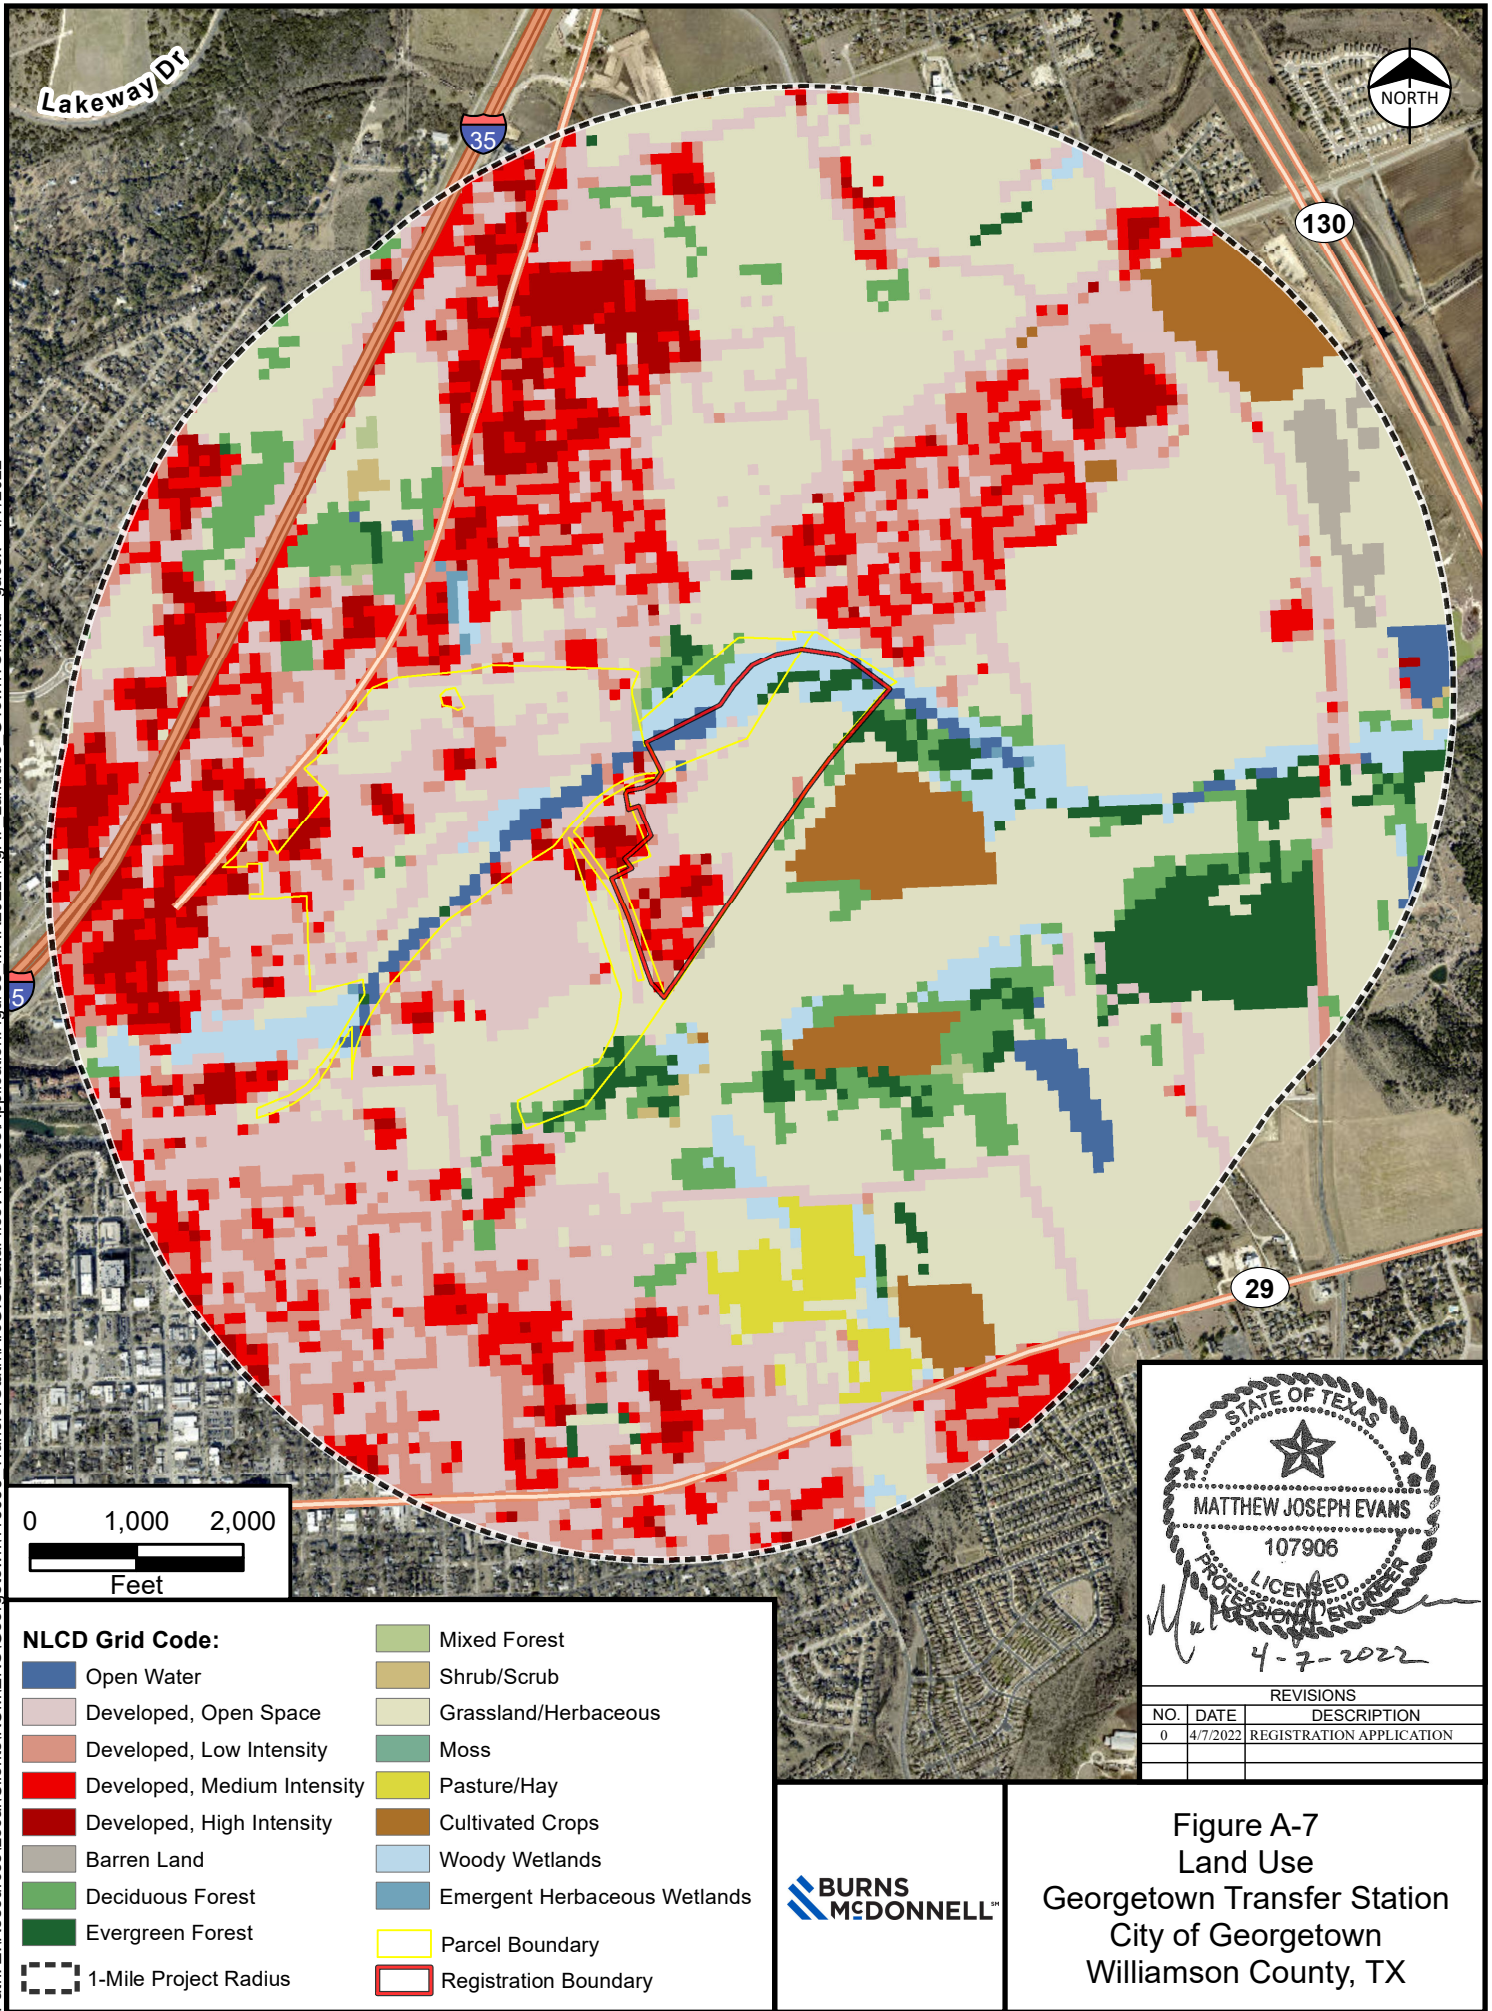 Lakeway Dr
35
NORTH
130
35
29
0 1,000 2,000
Feet
STATE OF TEXAS
MATTHEW JOSEPH EVANS
107906
LICENSED
PROFESSIONAL ENGINEER
4-7-2022
REVISIONS
NO. DATE DESCRIPTION
0 4/7/2022 REGISTRATION APPLICATION
NLCD Grid Code:
Open Water
Developed, Open Space
Developed, Low Intensity
Developed, Medium Intensity
Developed, High Intensity
Barren Land
Deciduous Forest
Evergreen Forest
1-Mile Project Radius
Mixed Forest
Shrub/Scrub
Grassland/Herbaceous
Moss
Pasture/Hay
Cultivated Crops
Woody Wetlands
Emergent Herbaceous Wetlands
Parcel Boundary
Registration Boundary
BURNS
McDONNELL℠
Figure A-7
Land Use
Georgetown Transfer Station
City of Georgetown
Williamson County, TX